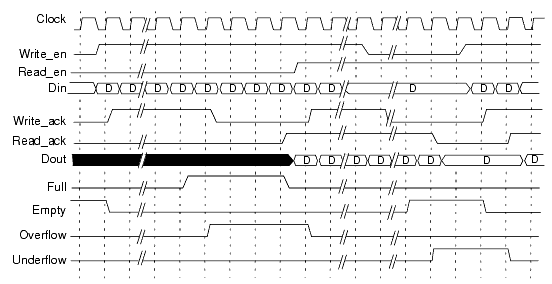 Clock
Write_en
Read_en
Din D D D D D D D D D D D D D
Write_ack
Read_ack
Dout D D D D D D D D
Full
Empty
Overflow
Underflow